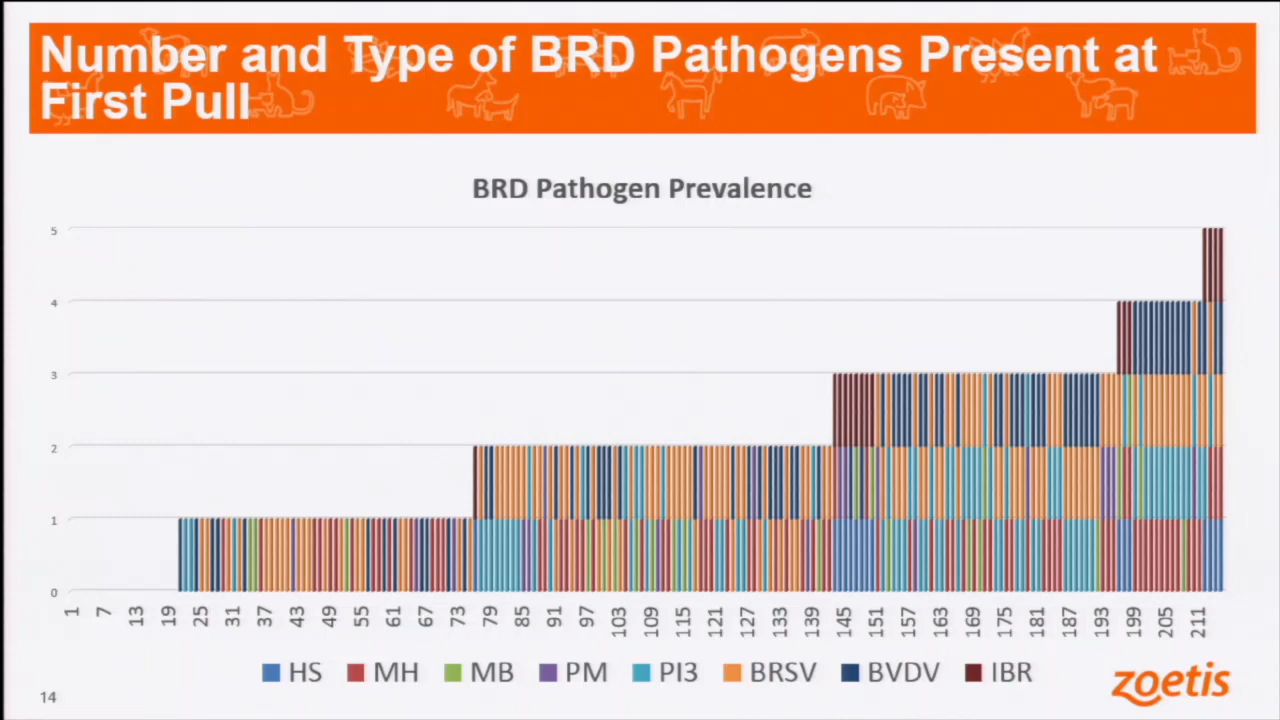 Number and Type of BRD Pathogens Present at
First Pull
BRD Pathogen Prevalence
5
4
3
2
1
0
1 7 13 19 25 31 37 43 49 55 61 67 73 79 85 91 97 103 109 115 121 127 133 139 145 151 157 163 169 175 181 187 193 199 205 211
HS MH MB PM PI3 BRSV BVDV IBR
14
zoetis